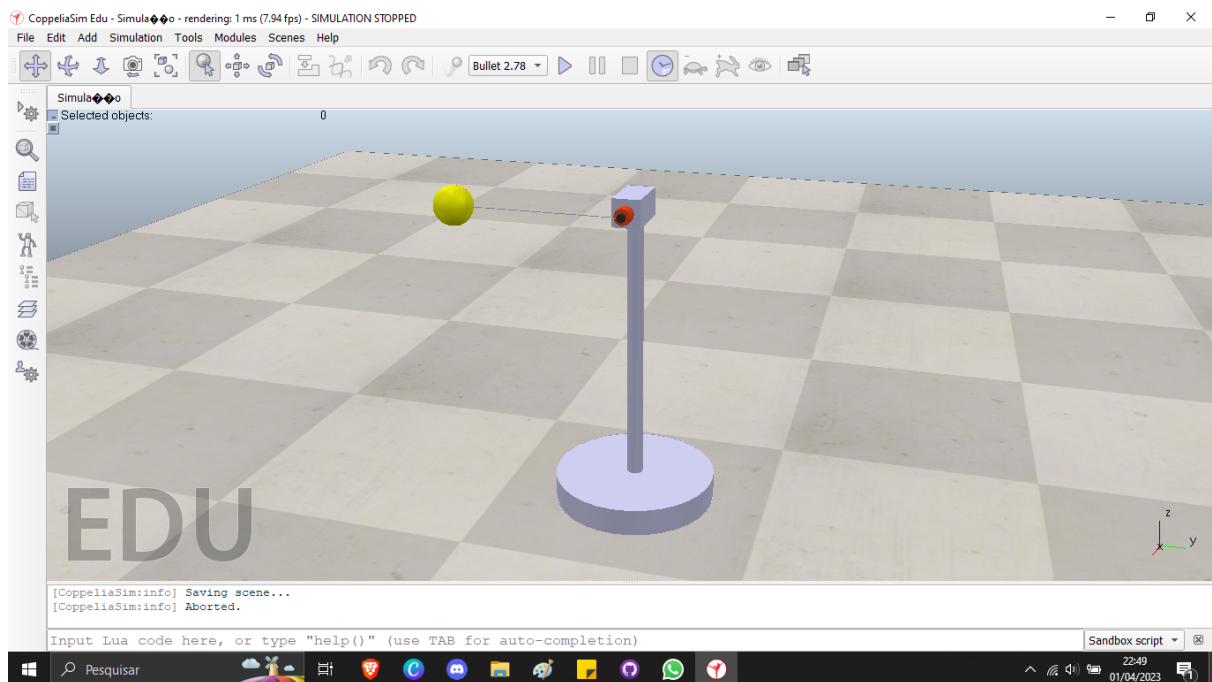 CoppeliaSim Edu - Simula��o - rendering: 1 ms (7.94 fps) - SIMULATION STOPPED
File Edit Add Simulation Tools Modules Scenes Help
Bullet 2.78
Simula��o
Selected objects: 0
EDU
z
y
[CoppeliaSim:info] Saving scene...
[CoppeliaSim:info] Aborted.
Input Lua code here, or type "help()" (use TAB for auto-completion)
Sandbox script
Pesquisar
22:49
01/04/2023
1